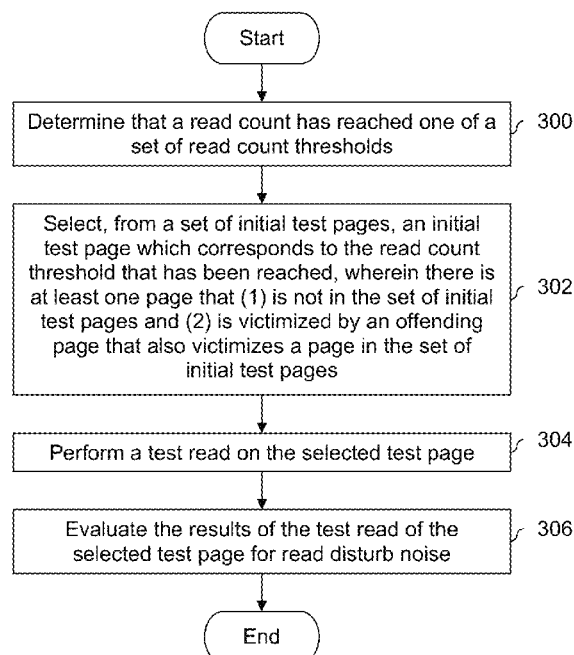 Start
Determine that a read count has reached one of a
set of read count thresholds
300
Select, from a set of initial test pages, an initial
test page which corresponds to the read count
threshold that has been reached, wherein there is
at least one page that (1) is not in the set of initial
test pages and (2) is victimized by an offending
page that also victimizes a page in the set of
initial test pages
302
Perform a test read on the selected test page
304
Evaluate the results of the test read of the
selected test page for read disturb noise
306
End